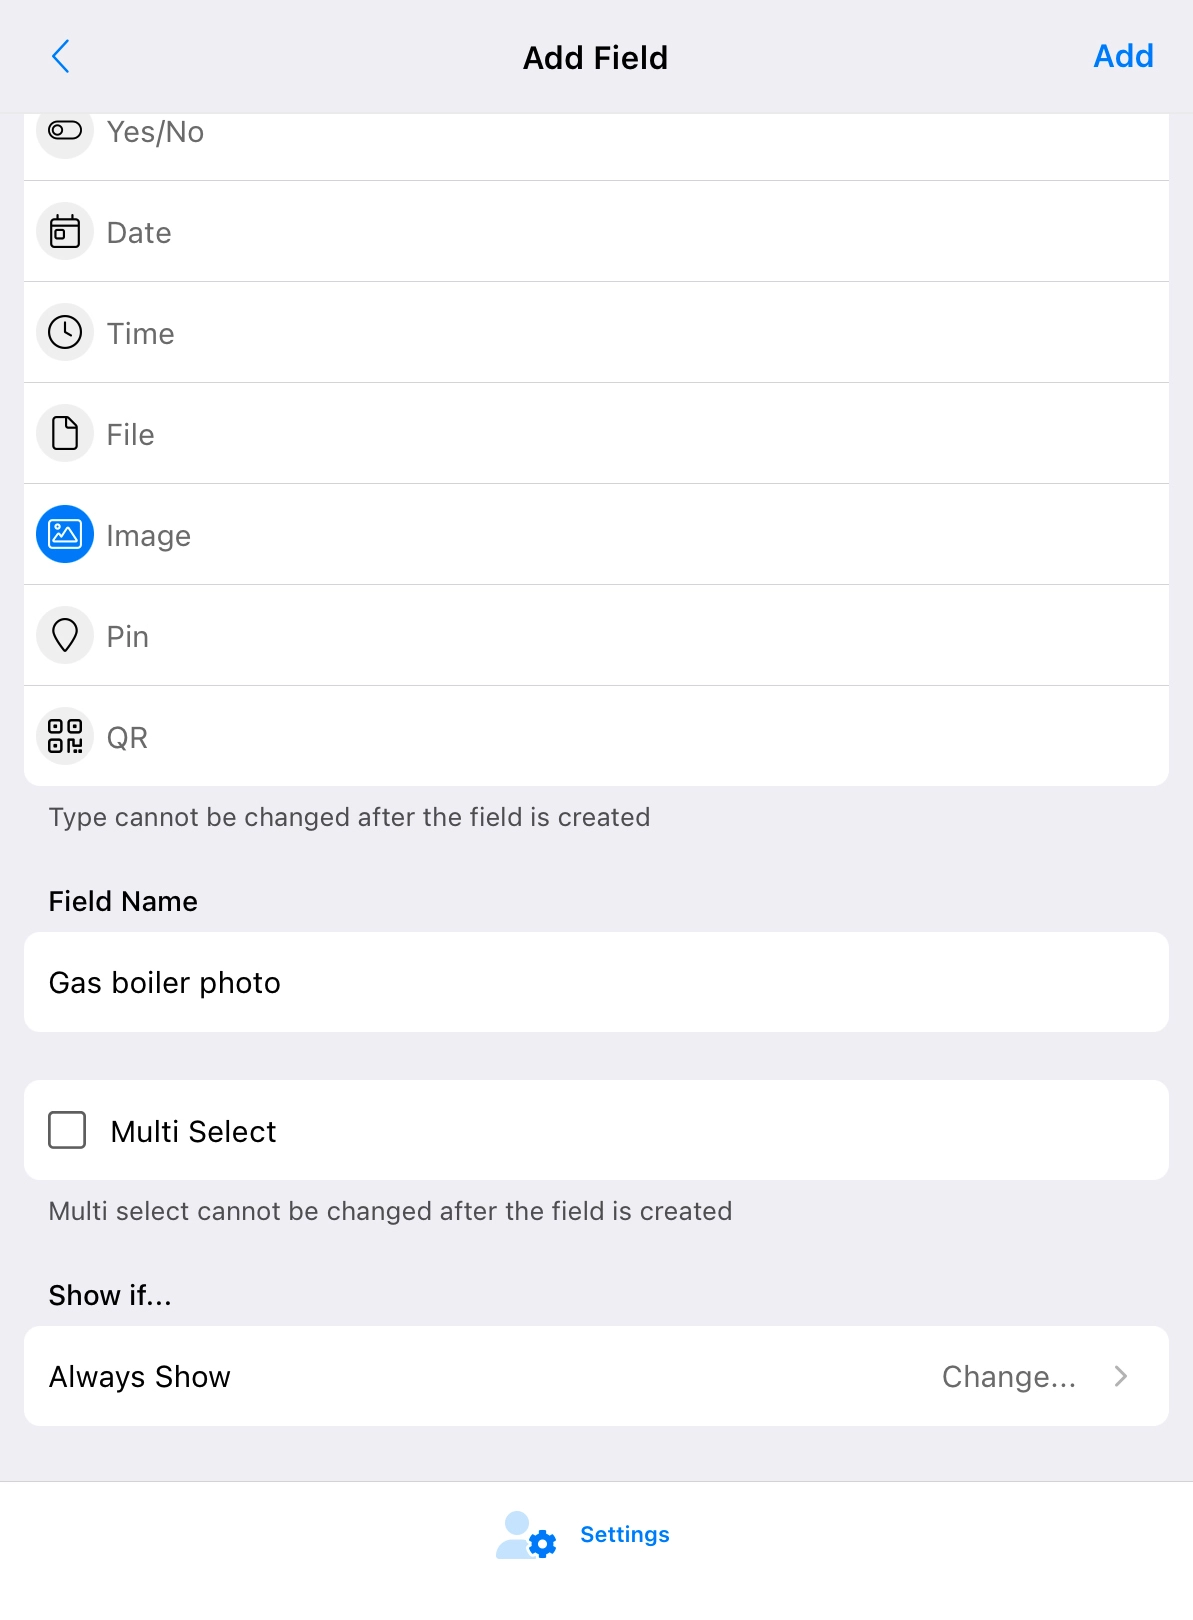 Add Field
Add
Yes/No
Date
Time
File
Image
Pin
QR
Type cannot be changed after the field is created
Field Name
Gas boiler photo
Multi Select
Multi select cannot be changed after the field is created
Show if...
Always Show
Change...
Settings